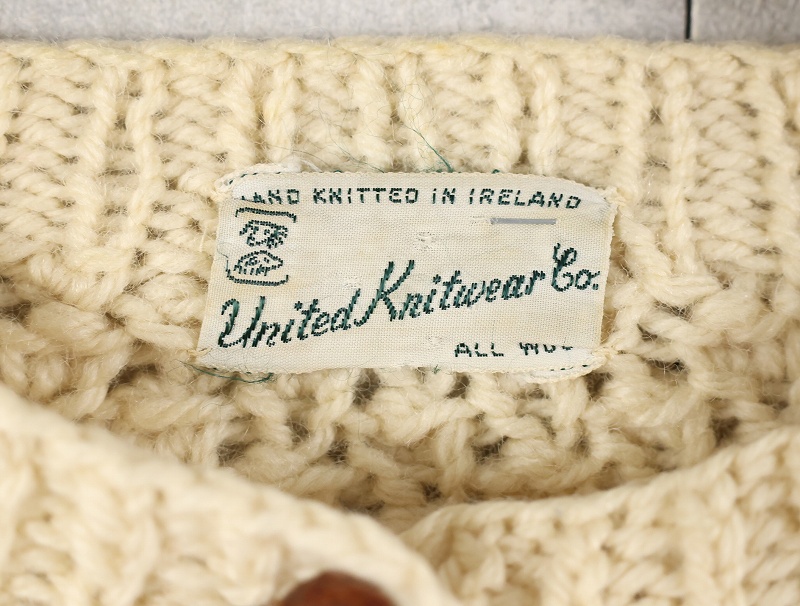 AND KNITTED IN IRELAND
United Knitwear Co.
ALL